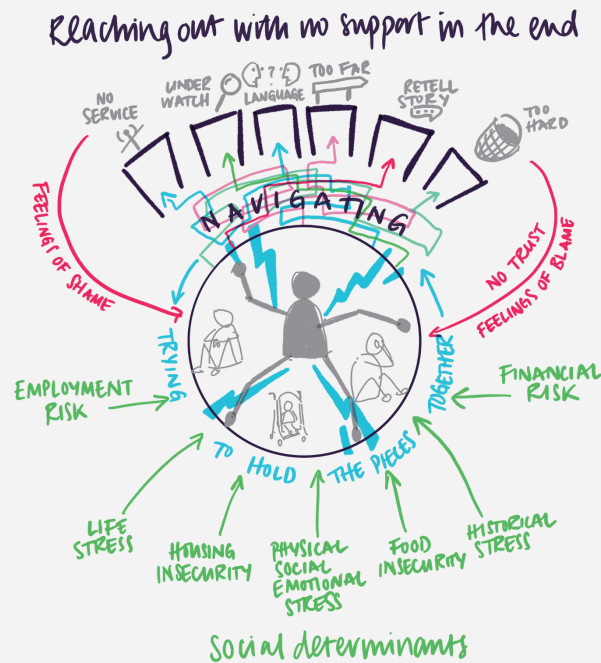 Reaching out with no support in the end
NO
SERVICE
UNDER
WATCH
?
LANGUAGE
TOO FAR
RETELL
STORY
TOO
HARD
NAVIGATING
FEELINGS OF SHAME
NO TRUST
FEELINGS OF BLAME
TRYING
TO HOLD
THE PIECES
TOGETHER
EMPLOYMENT
RISK
FINANCIAL
RISK
LIFE
STRESS
HOUSING
INSECURITY
PHYSICAL
SOCIAL
EMOTIONAL
STRESS
FOOD
INSECURITY
HISTORICAL
STRESS
Social determinants